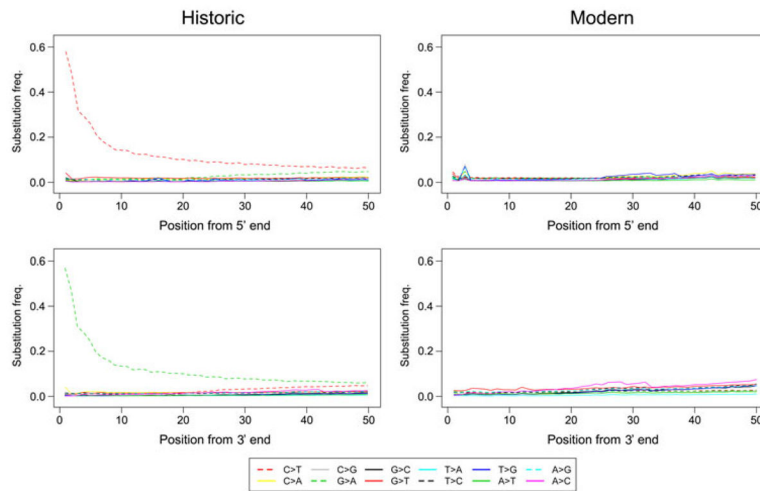 Historic Modern
0.6
0.4
0.2
0.0
Substitution freq.
0 10 20 30 40 50
Position from 5’ end
0.6
0.4
0.2
0.0
Substitution freq.
0 10 20 30 40 50
Position from 5’ end
0.6
0.4
0.2
0.0
Substitution freq.
0 10 20 30 40 50
Position from 3’ end
0.6
0.4
0.2
0.0
Substitution freq.
0 10 20 30 40 50
Position from 3’ end
C>T C>G G>C T>A T>G A>G
C>A G>A G>T T>C A>T A>C